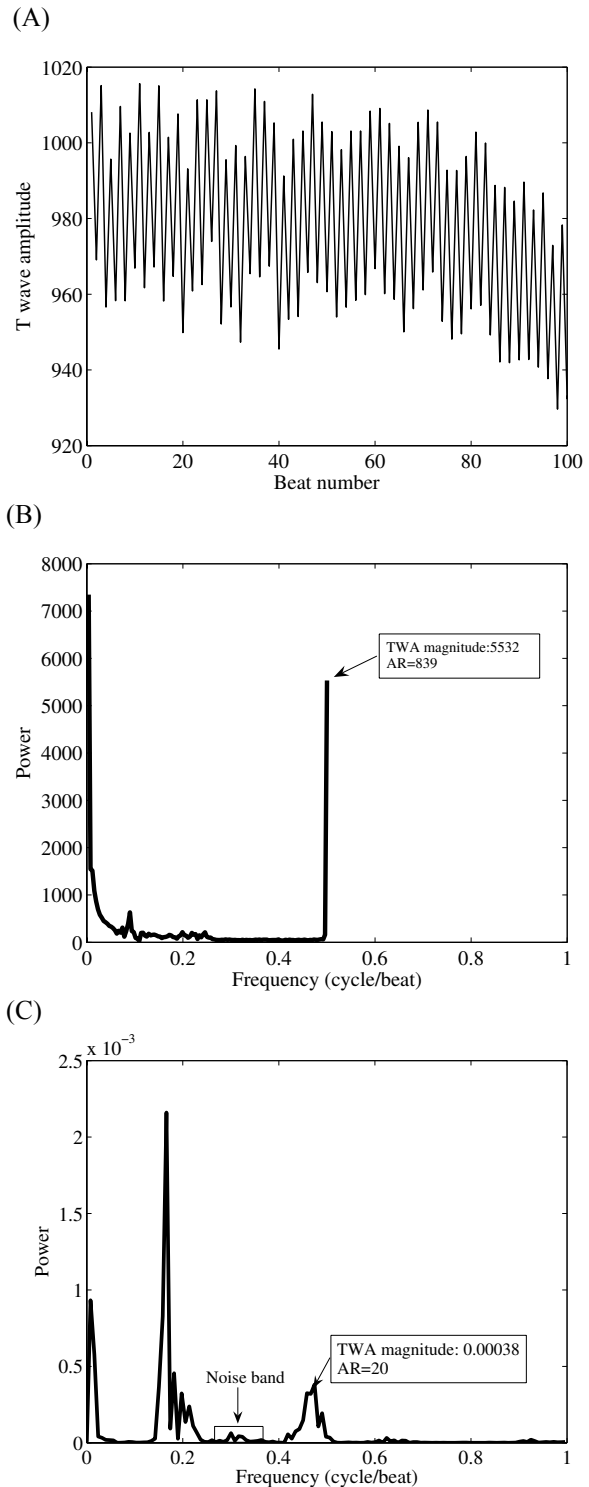 (A)
1020
1000
980
960
940
920
T wave amplitude
0 20 40 60 80 100
Beat number
(B)
8000
7000
6000
5000
4000
3000
2000
1000
0
Power
TWA magnitude:5532
AR=839
0 0.2 0.4 0.6 0.8 1
Frequency (cycle/beat)
(C)
x 10⁻³
2.5
2
1.5
1
0.5
0
Power
TWA magnitude: 0.00038
AR=20
Noise band
0 0.2 0.4 0.6 0.8 1
Frequency (cycle/beat)